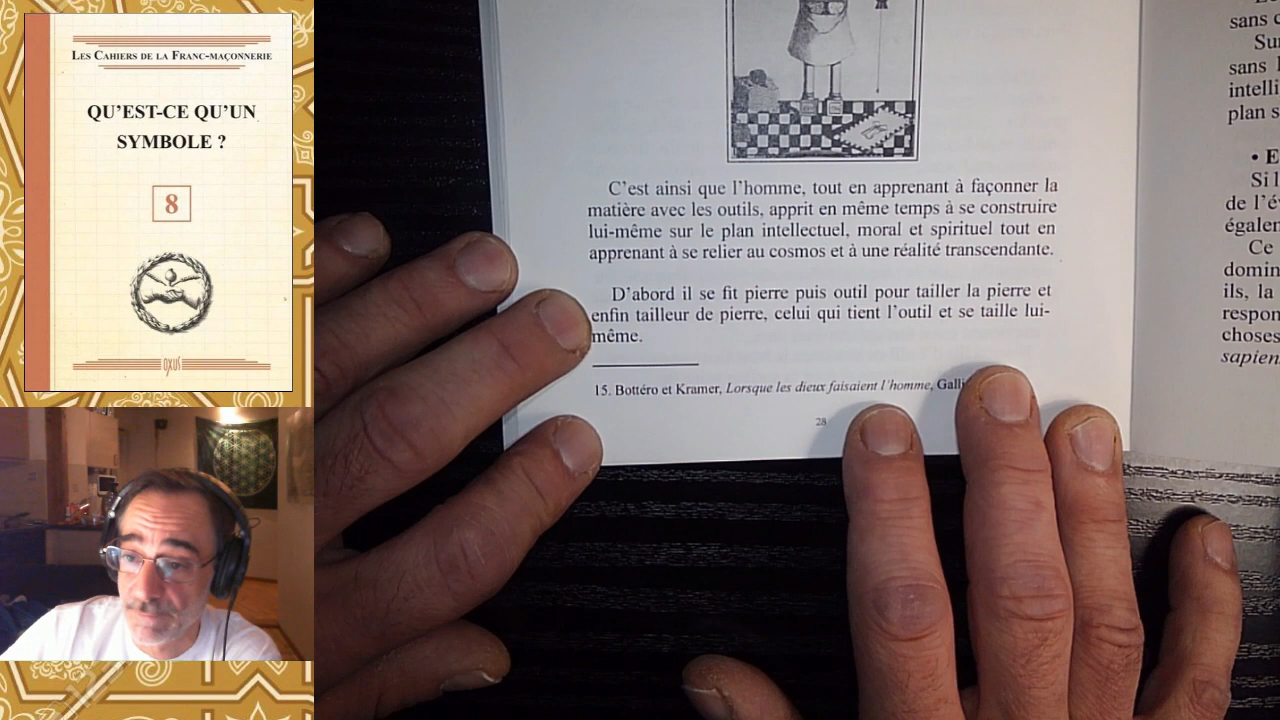 LES CAHIERS DE LA FRANC-MAÇONNERIE
QU'EST-CE QU'UN
SYMBOLE ?
8
OXUS
C'est ainsi que l'homme, tout en apprenant à façonner la
matière avec les outils, apprit en même temps à se construire
lui-même sur le plan intellectuel, moral et spirituel tout en
apprenant à se relier au cosmos et à une réalité transcendante.
D'abord il se fit pierre puis outil pour tailler la pierre et
enfin tailleur de pierre, celui qui tient l'outil et se taille lui-
même.
15. Bottéro et Kramer, Lorsque les dieux faisaient l'homme,
28
sans
Sur
sans
intelli
plan s
• E
Si l
de l'é
égalem
Ce
domin
ils, la
respon
choses
sapien